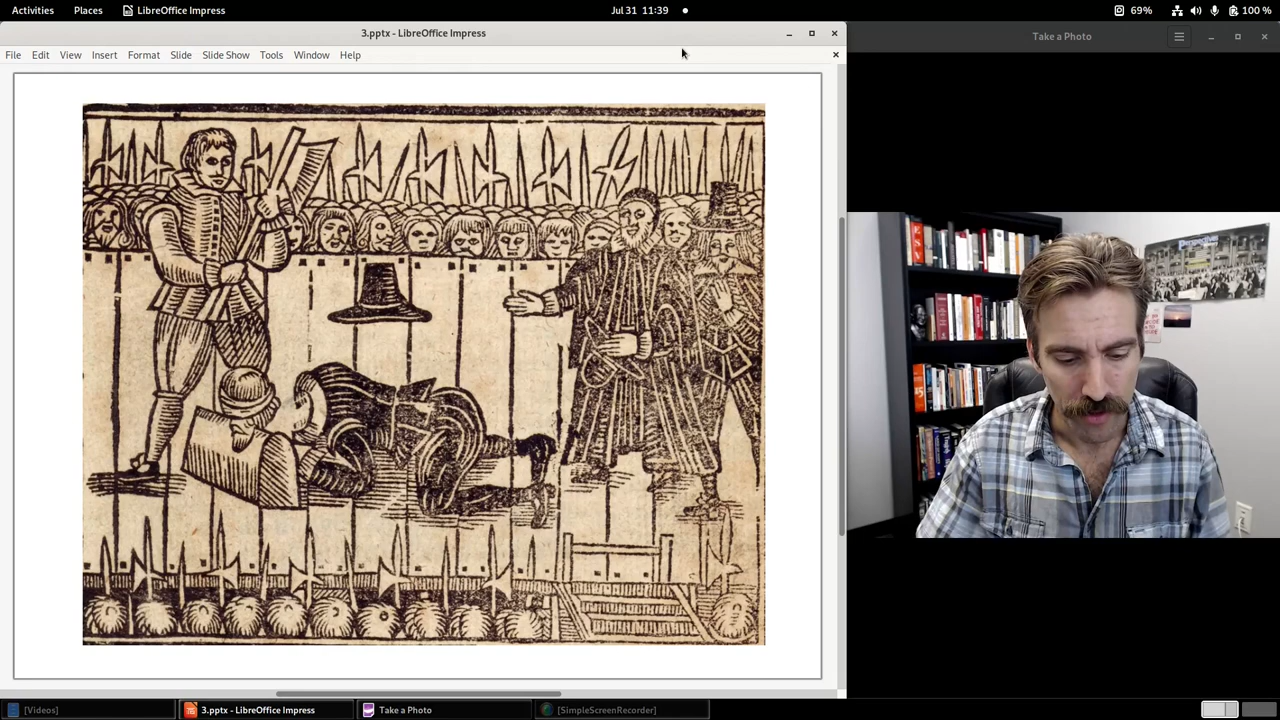 Activities Places LibreOffice Impress Jul 31 11:39 69% 100 %
3.pptx - LibreOffice Impress
Take a Photo
File Edit View Insert Format Slide Slide Show Tools Window Help
Perspective
[Videos] 3.pptx - LibreOffice Impress Take a Photo [SimpleScreenRecorder]